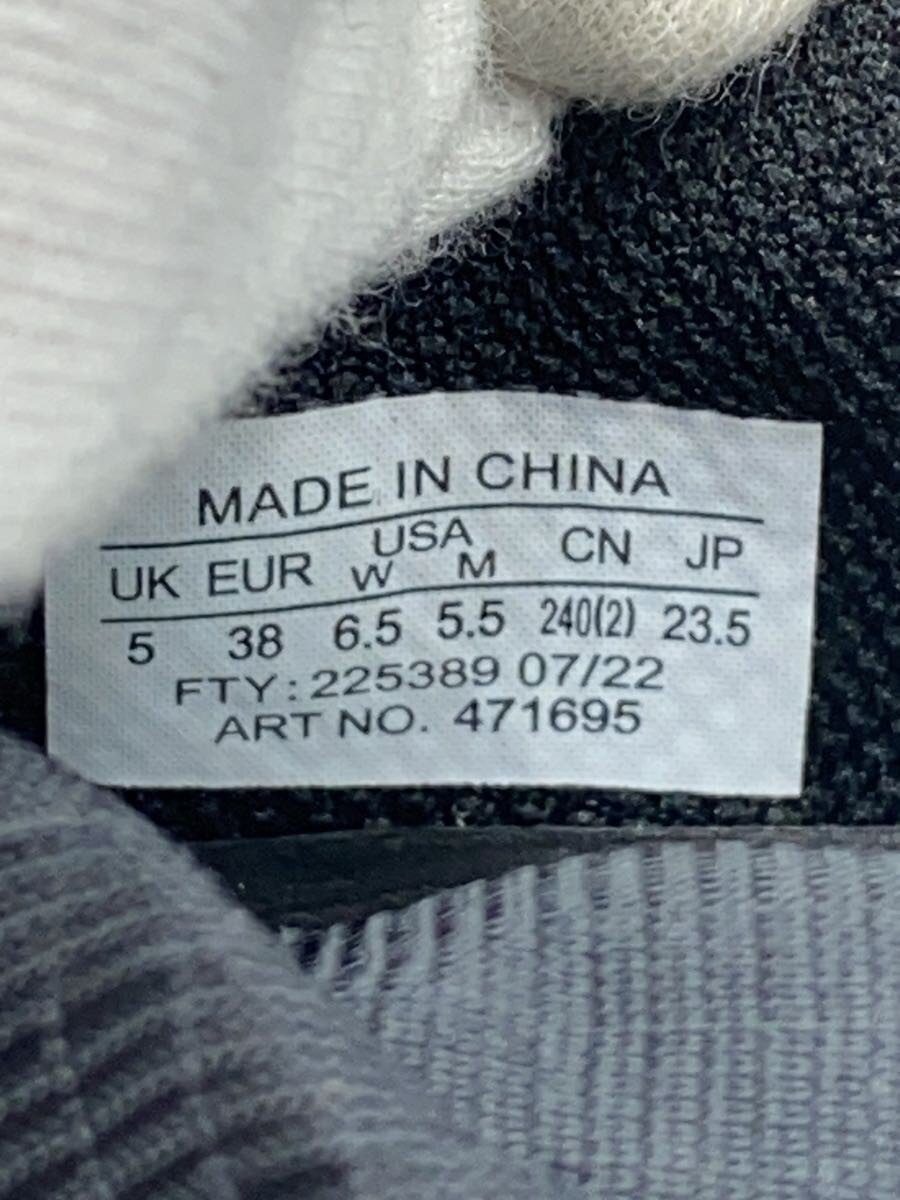 MADE IN CHINA
UK EUR USA W M CN JP
5 38 6.5 5.5 240(2) 23.5
FTY: 225389 07/22
ART NO. 471695